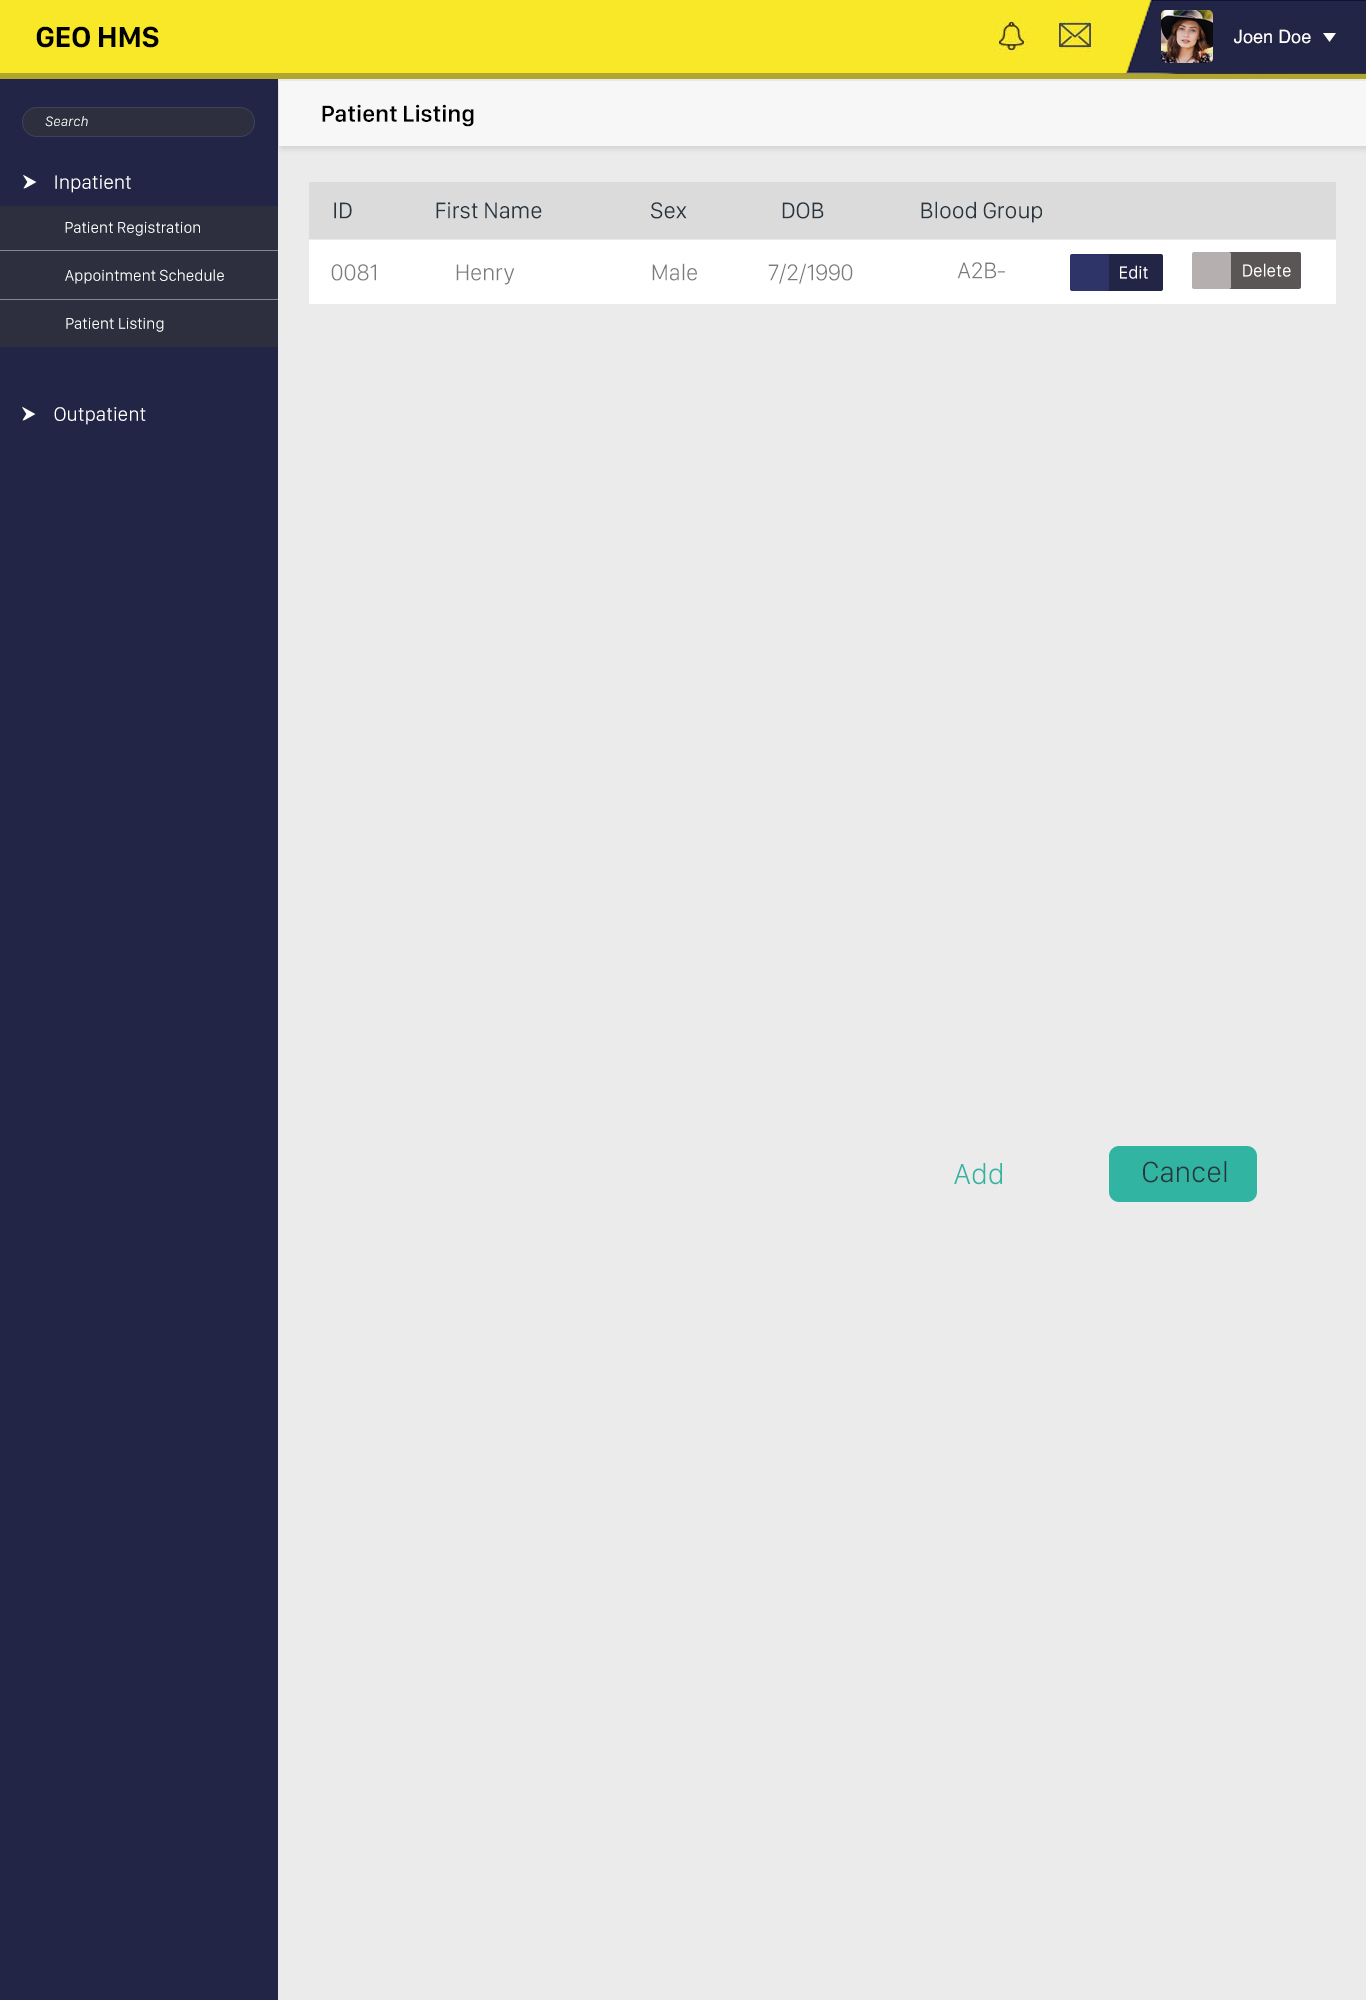 GEO HMS
Joen Doe
Search
Inpatient
Patient Registration
Appointment Schedule
Patient Listing
Outpatient
Patient Listing
ID First Name Sex DOB Blood Group
0081 Henry Male 7/2/1990 A2B- Edit Delete
Add Cancel